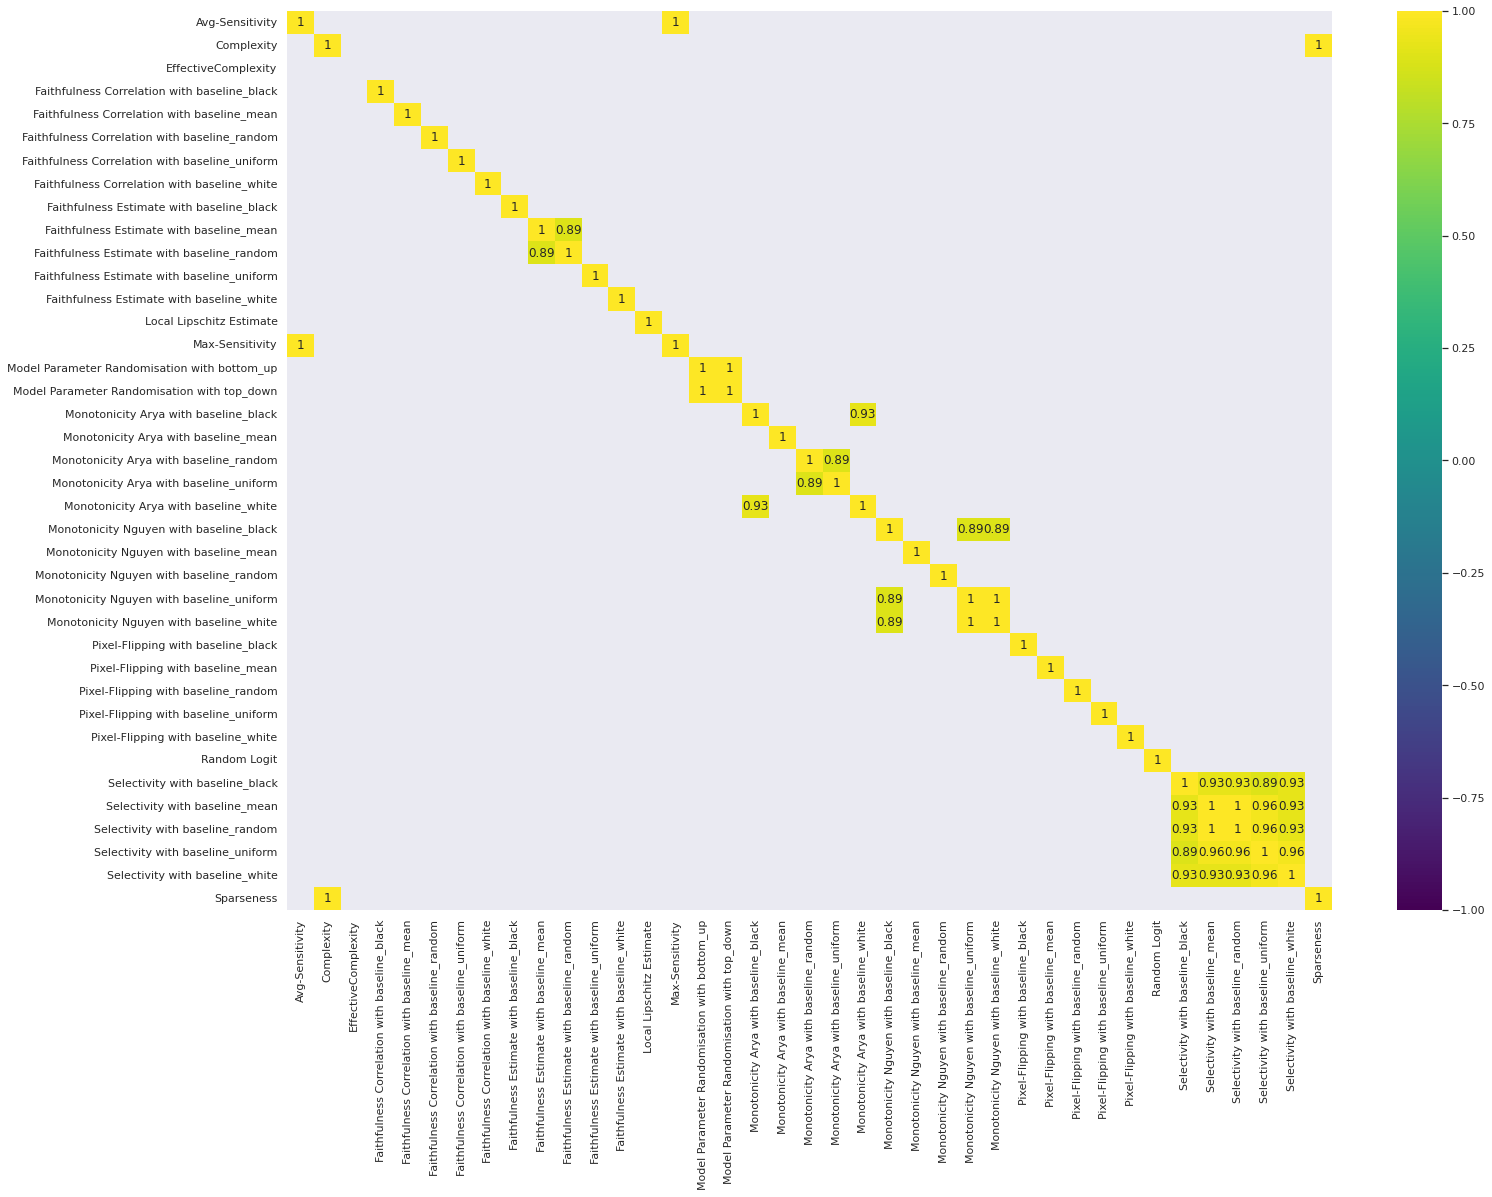 Avg-Sensitivity 1 1
Complexity 1 1
EffectiveComplexity
Faithfulness Correlation with baseline_black 1
Faithfulness Correlation with baseline_mean 1
Faithfulness Correlation with baseline_random 1
Faithfulness Correlation with baseline_uniform 1
Faithfulness Correlation with baseline_white 1
Faithfulness Estimate with baseline_black 1
Faithfulness Estimate with baseline_mean 1 0.89
Faithfulness Estimate with baseline_random 0.89 1
Faithfulness Estimate with baseline_uniform 1
Faithfulness Estimate with baseline_white 1
Local Lipschitz Estimate 1
Max-Sensitivity 1 1
Model Parameter Randomisation with bottom_up 1 1
Model Parameter Randomisation with top_down 1 1
Monotonicity Arya with baseline_black 1 0.93
Monotonicity Arya with baseline_mean 1
Monotonicity Arya with baseline_random 1 0.89
Monotonicity Arya with baseline_uniform 0.89 1
Monotonicity Arya with baseline_white 0.93 1
Monotonicity Nguyen with baseline_black 1 0.89 0.89
Monotonicity Nguyen with baseline_mean 1
Monotonicity Nguyen with baseline_random 1
Monotonicity Nguyen with baseline_uniform 0.89 1 1
Monotonicity Nguyen with baseline_white 0.89 1 1
Pixel-Flipping with baseline_black 1
Pixel-Flipping with baseline_mean 1
Pixel-Flipping with baseline_random 1
Pixel-Flipping with baseline_uniform 1
Pixel-Flipping with baseline_white 1
Random Logit 1
Selectivity with baseline_black 1 0.93 0.93 0.89 0.93
Selectivity with baseline_mean 0.93 1 1 0.96 0.93
Selectivity with baseline_random 0.93 1 1 0.96 0.93
Selectivity with baseline_uniform 0.89 0.96 0.96 1 0.96
Selectivity with baseline_white 0.93 0.93 0.93 0.96 1
Sparseness 1 1
Avg-Sensitivity
Complexity
EffectiveComplexity
Faithfulness Correlation with baseline_black
Faithfulness Correlation with baseline_mean
Faithfulness Correlation with baseline_random
Faithfulness Correlation with baseline_uniform
Faithfulness Correlation with baseline_white
Faithfulness Estimate with baseline_black
Faithfulness Estimate with baseline_mean
Faithfulness Estimate with baseline_random
Faithfulness Estimate with baseline_uniform
Faithfulness Estimate with baseline_white
Local Lipschitz Estimate
Max-Sensitivity
Model Parameter Randomisation with bottom_up
Model Parameter Randomisation with top_down
Monotonicity Arya with baseline_black
Monotonicity Arya with baseline_mean
Monotonicity Arya with baseline_random
Monotonicity Arya with baseline_uniform
Monotonicity Arya with baseline_white
Monotonicity Nguyen with baseline_black
Monotonicity Nguyen with baseline_mean
Monotonicity Nguyen with baseline_random
Monotonicity Nguyen with baseline_uniform
Monotonicity Nguyen with baseline_white
Pixel-Flipping with baseline_black
Pixel-Flipping with baseline_mean
Pixel-Flipping with baseline_random
Pixel-Flipping with baseline_uniform
Pixel-Flipping with baseline_white
Random Logit
Selectivity with baseline_black
Selectivity with baseline_mean
Selectivity with baseline_random
Selectivity with baseline_uniform
Selectivity with baseline_white
Sparseness
1.00
0.75
0.50
0.25
0.00
−0.25
−0.50
−0.75
−1.00